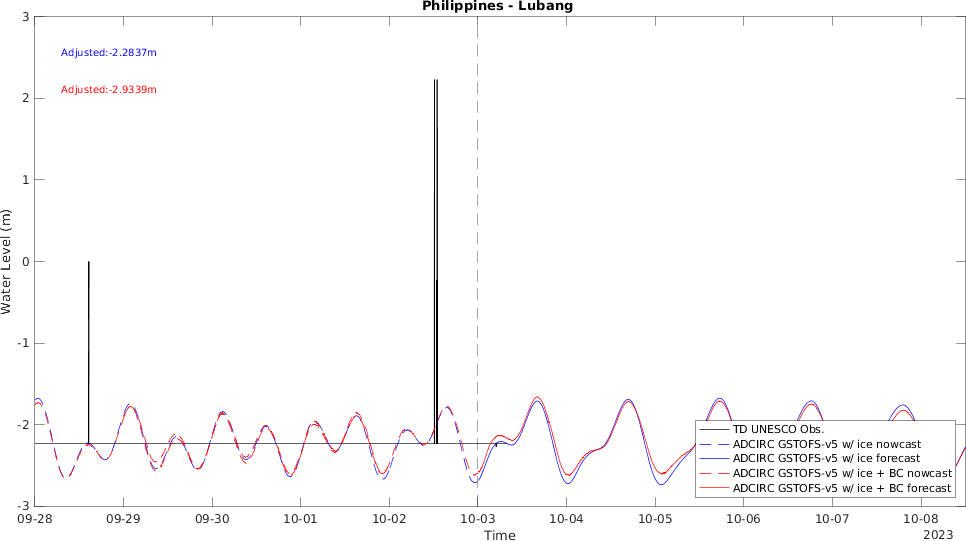 Philippines - Lubang
3
Adjusted:-2.2837m
Adjusted:-2.9339m
2
1
0
-1
-2
-3
Water Level (m)
TD UNESCO Obs.
ADCIRC GSTOFS-v5 w/ ice nowcast
ADCIRC GSTOFS-v5 w/ ice forecast
ADCIRC GSTOFS-v5 w/ ice + BC nowcast
ADCIRC GSTOFS-v5 w/ ice + BC forecast
09-28 09-29 09-30 10-01 10-02 10-03 10-04 10-05 10-06 10-07 10-08
Time
2023